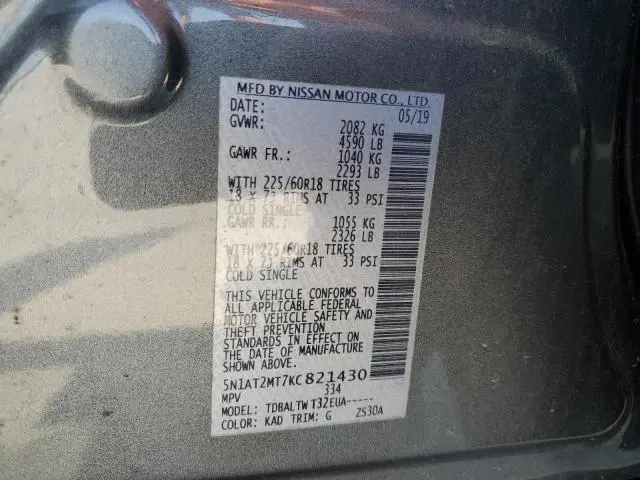 MFD BY NISSAN MOTOR CO., LTD.
DATE: 05/19
GVWR: 2082 KG
4590 LB
GAWR FR.: 1040 KG
2293 LB
WITH 225/60R18 TIRES
18 X 7J RIMS AT 33 PSI
COLD SINGLE
GAWR RR.: 1055 KG
2326 LB
WITH 225/60R18 TIRES
18 X 7J RIMS AT 33 PSI
COLD SINGLE
THIS VEHICLE CONFORMS TO
ALL APPLICABLE FEDERAL
MOTOR VEHICLE SAFETY AND
THEFT PREVENTION
STANDARDS IN EFFECT ON
THE DATE OF MANUFACTURE
SHOWN ABOVE.
5N1AT2MT7KC821430
MPV 334
MODEL: TDBALTW T32EUA-----
COLOR: KAD TRIM: G ZS30A